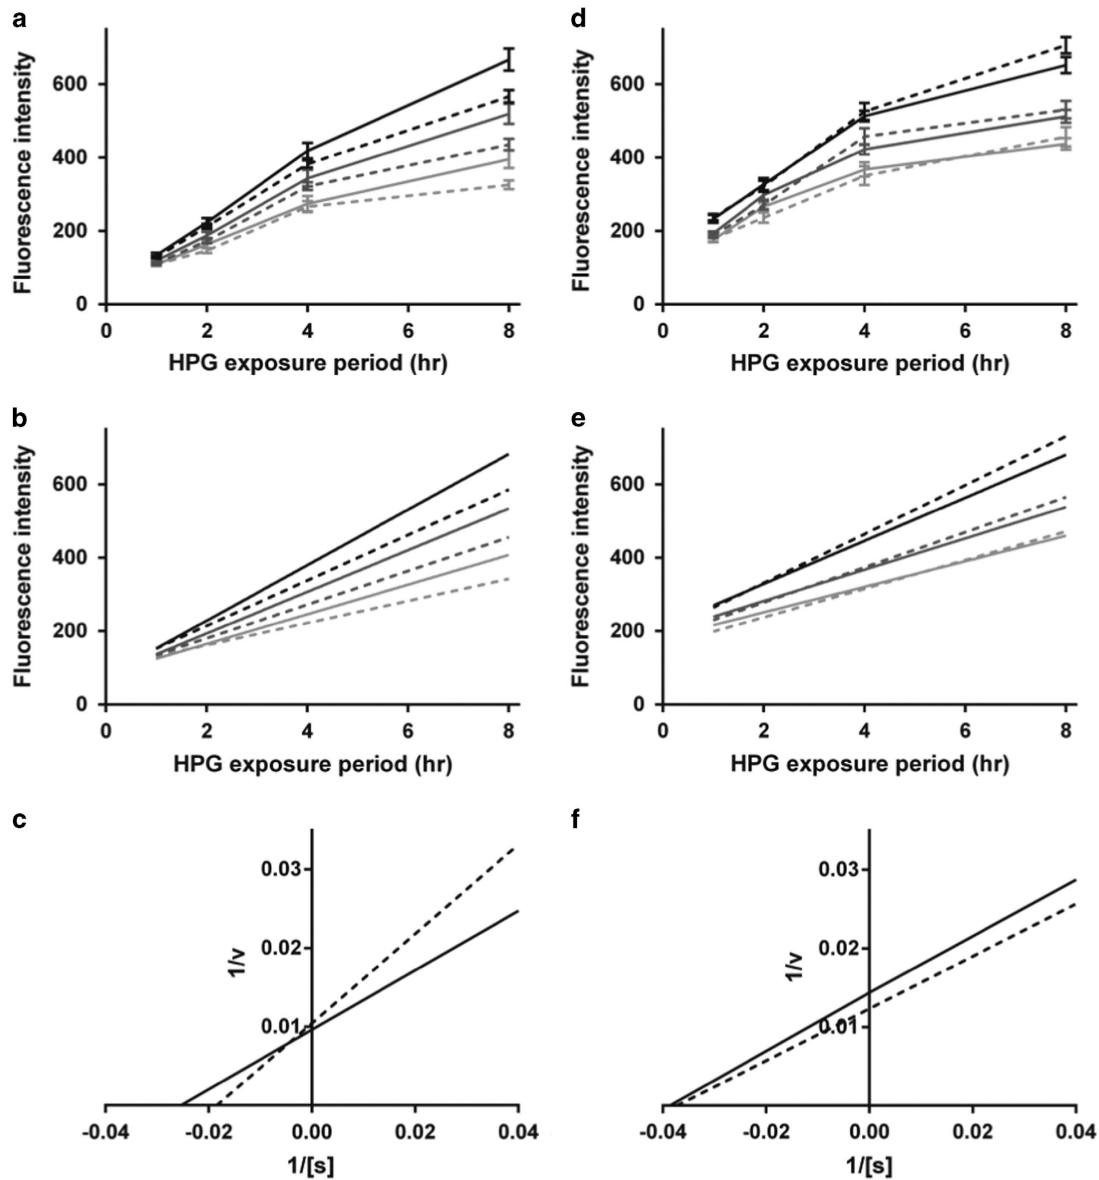 a
Fluorescence intensity
600
400
200
0
0 2 4 6 8
HPG exposure period (hr)
d
Fluorescence intensity
600
400
200
0
0 2 4 6 8
HPG exposure period (hr)
b
Fluorescence intensity
600
400
200
0
0 2 4 6 8
HPG exposure period (hr)
e
Fluorescence intensity
600
400
200
0
0 2 4 6 8
HPG exposure period (hr)
c
1/v
0.03
0.02
0.01
-0.04 -0.02 0.00 0.02 0.04
1/[s]
f
1/v
0.03
0.02
0.01
-0.04 -0.02 0.00 0.02 0.04
1/[s]